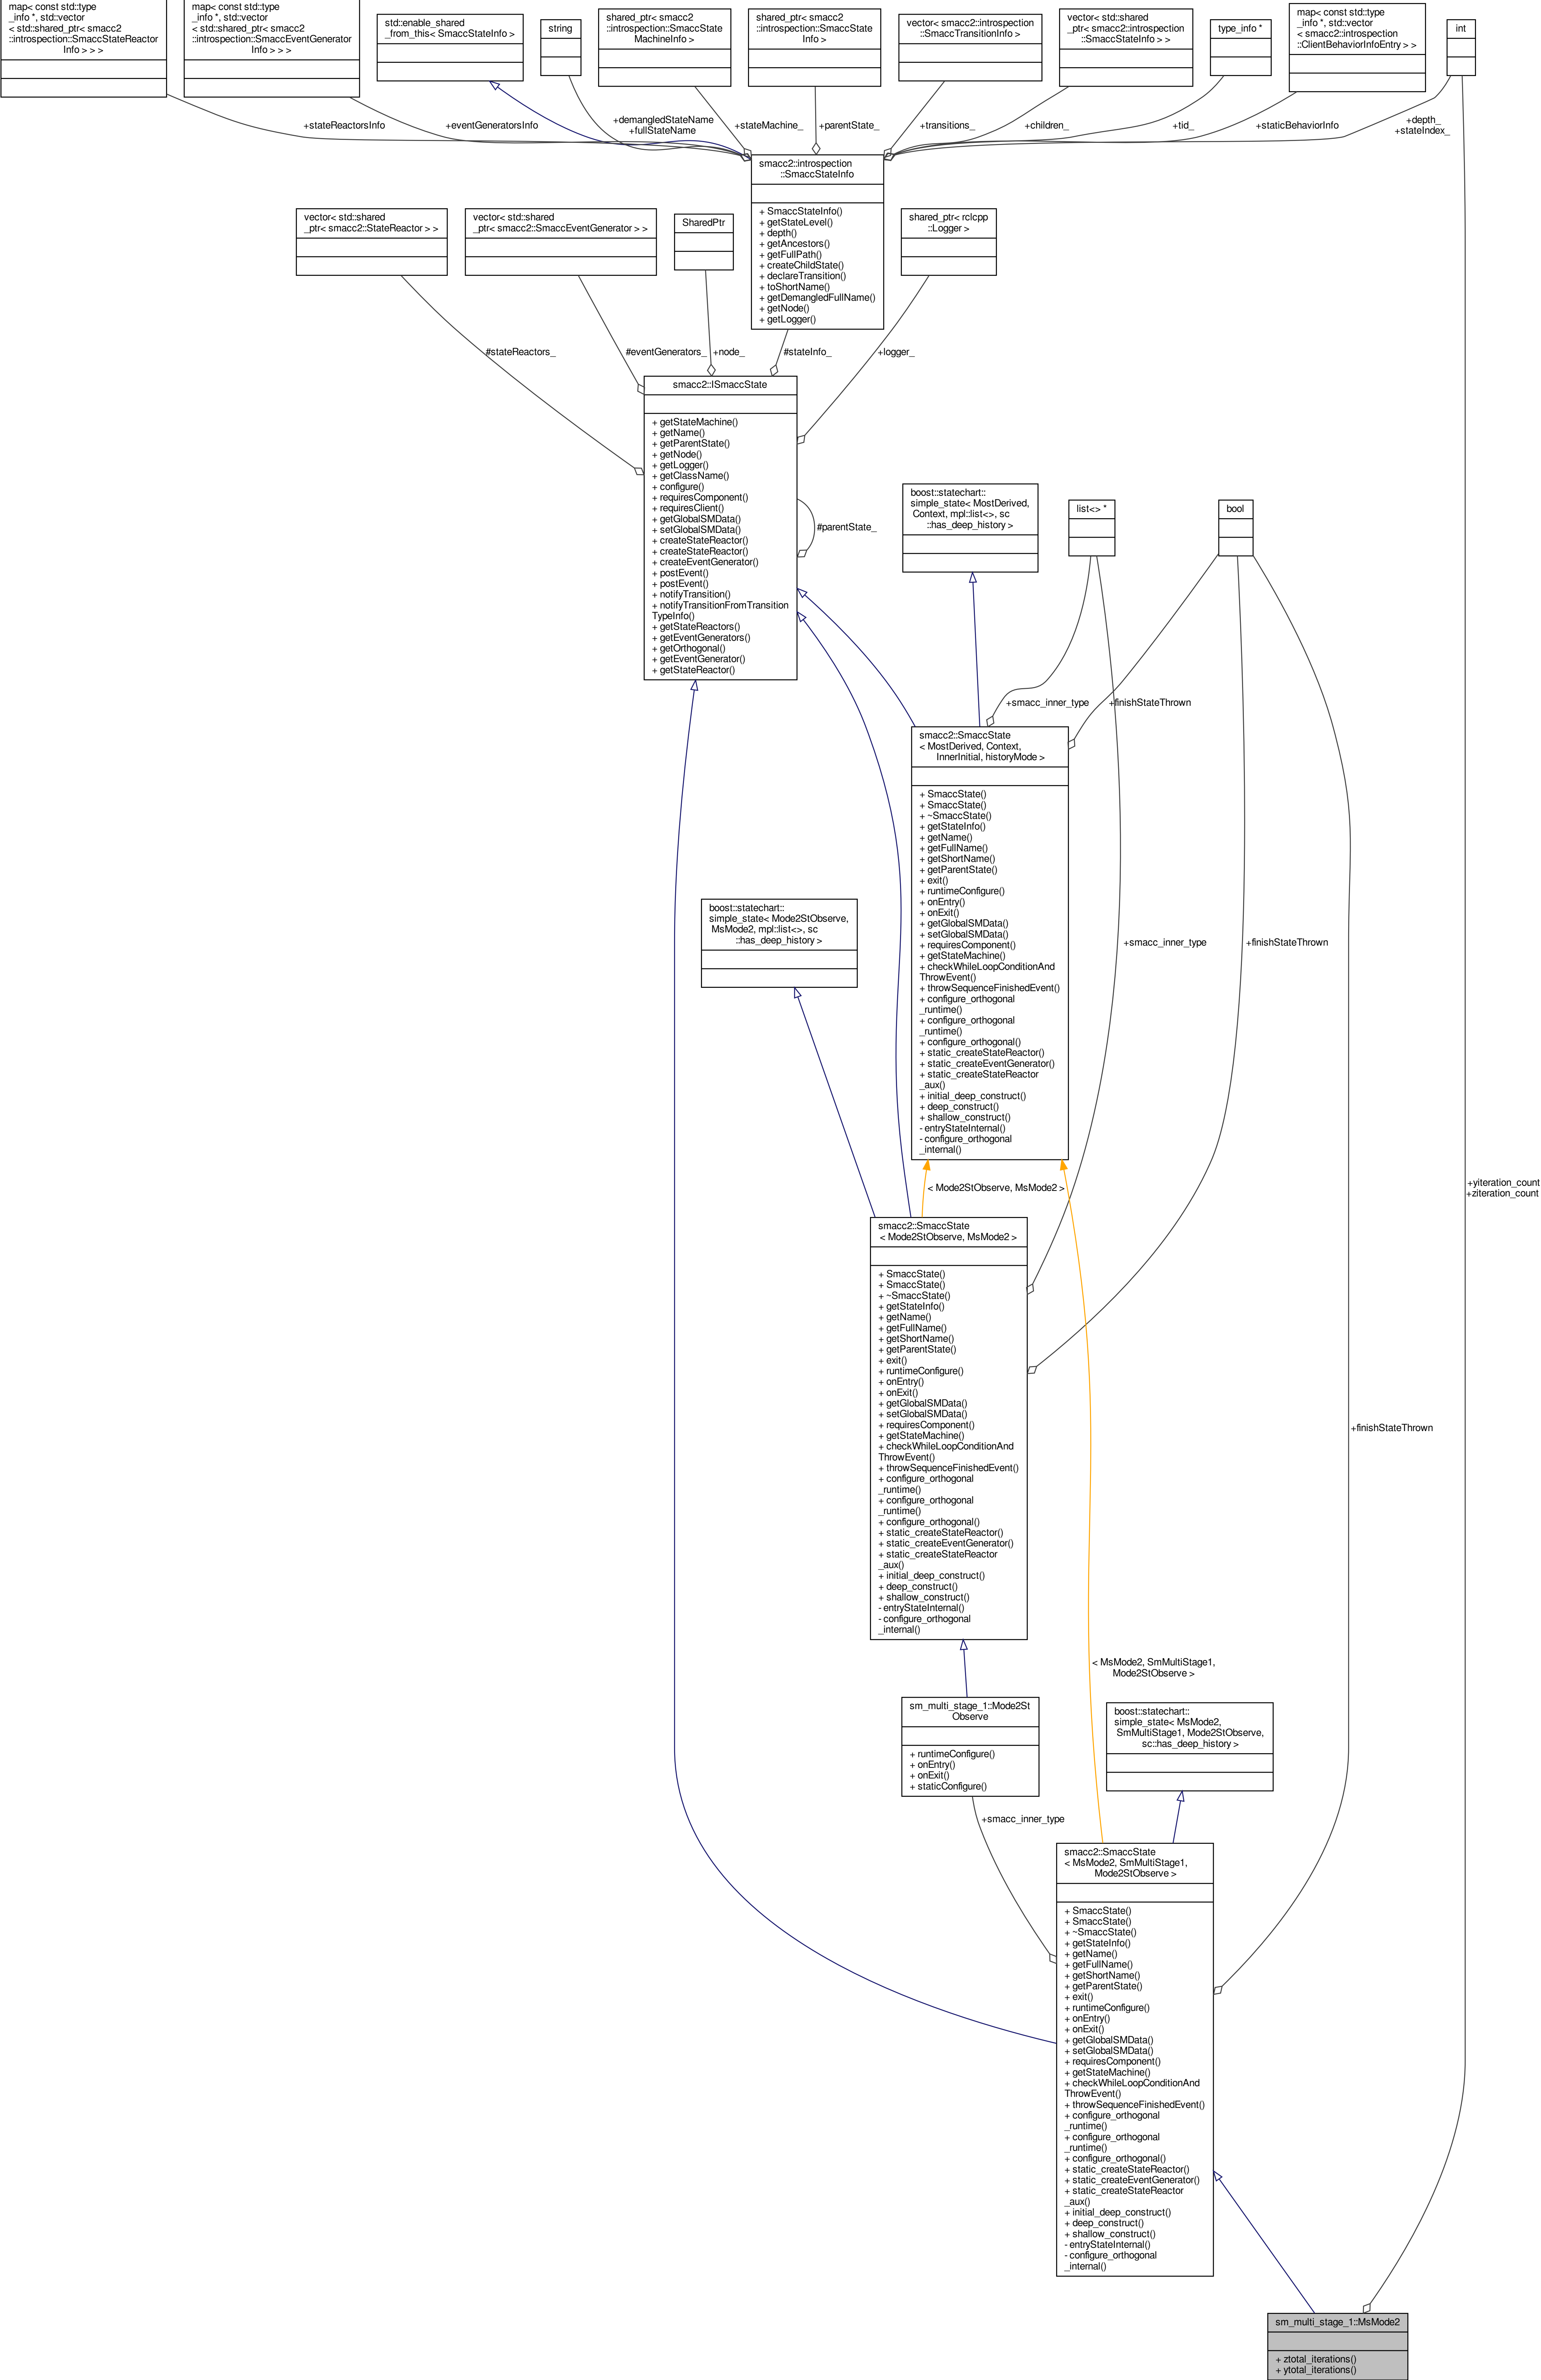 map< const std::type
_info *, std::vector
< std::shared_ptr< smacc2
::introspection::SmaccStateReactor
Info > > >
map< const std::type
_info *, std::vector
< std::shared_ptr< smacc2
::introspection::SmaccEventGenerator
Info > > >
std::enable_shared
_from_this< SmaccStateInfo >
string
shared_ptr< smacc2
::introspection::SmaccState
MachineInfo >
shared_ptr< smacc2
::introspection::SmaccState
Info >
vector< smacc2::introspection
::SmaccTransitionInfo >
vector< std::shared
_ptr< smacc2::introspection
::SmaccStateInfo > >
type_info *
map< const std::type
_info *, std::vector
< smacc2::introspection
::ClientBehaviorInfoEntry > >
int
+stateReactorsInfo
+eventGeneratorsInfo
+demangledStateName
+fullStateName
+stateMachine_
+parentState_
+transitions_
+children_
+tid_
+staticBehaviorInfo
+depth_
+stateIndex_
smacc2::introspection
::SmaccStateInfo
+ SmaccStateInfo()
+ getStateLevel()
+ depth()
+ getAncestors()
+ getFullPath()
+ createChildState()
+ declareTransition()
+ toShortName()
+ getDemangledFullName()
+ getNode()
+ getLogger()
vector< std::shared
_ptr< smacc2::StateReactor > >
vector< std::shared
_ptr< smacc2::SmaccEventGenerator > >
SharedPtr
shared_ptr< rclcpp
::Logger >
#stateReactors_
#eventGenerators_
+node_
#stateInfo_
+logger_
smacc2::ISmaccState
+ getStateMachine()
+ getName()
+ getParentState()
+ getNode()
+ getLogger()
+ getClassName()
+ configure()
+ requiresComponent()
+ requiresClient()
+ getGlobalSMData()
+ setGlobalSMData()
+ createStateReactor()
+ createStateReactor()
+ createEventGenerator()
+ postEvent()
+ postEvent()
+ notifyTransition()
+ notifyTransitionFromTransition
TypeInfo()
+ getStateReactors()
+ getEventGenerators()
+ getOrthogonal()
+ getEventGenerator()
+ getStateReactor()
#parentState_
boost::statechart::
simple_state< MostDerived,
Context, mpl::list<>, sc
::has_deep_history >
list<> *
bool
+smacc_inner_type
+finishStateThrown
smacc2::SmaccState
< MostDerived, Context,
InnerInitial, historyMode >
+ SmaccState()
+ SmaccState()
+ ~SmaccState()
+ getStateInfo()
+ getName()
+ getFullName()
+ getShortName()
+ getParentState()
+ exit()
+ runtimeConfigure()
+ onEntry()
+ onExit()
+ getGlobalSMData()
+ setGlobalSMData()
+ requiresComponent()
+ getStateMachine()
+ checkWhileLoopConditionAnd
ThrowEvent()
+ throwSequenceFinishedEvent()
+ configure_orthogonal
_runtime()
+ configure_orthogonal
_runtime()
+ configure_orthogonal()
+ static_createStateReactor()
+ static_createEventGenerator()
+ static_createStateReactor
_aux()
+ initial_deep_construct()
+ deep_construct()
+ shallow_construct()
- entryStateInternal()
- configure_orthogonal
_internal()
boost::statechart::
simple_state< Mode2StObserve,
MsMode2, mpl::list<>, sc
::has_deep_history >
+smacc_inner_type
+finishStateThrown
< Mode2StObserve, MsMode2 >
+yiteration_count
+ziteration_count
smacc2::SmaccState
< Mode2StObserve, MsMode2 >
+ SmaccState()
+ SmaccState()
+ ~SmaccState()
+ getStateInfo()
+ getName()
+ getFullName()
+ getShortName()
+ getParentState()
+ exit()
+ runtimeConfigure()
+ onEntry()
+ onExit()
+ getGlobalSMData()
+ setGlobalSMData()
+ requiresComponent()
+ getStateMachine()
+ checkWhileLoopConditionAnd
ThrowEvent()
+ throwSequenceFinishedEvent()
+ configure_orthogonal
_runtime()
+ configure_orthogonal
_runtime()
+ configure_orthogonal()
+ static_createStateReactor()
+ static_createEventGenerator()
+ static_createStateReactor
_aux()
+ initial_deep_construct()
+ deep_construct()
+ shallow_construct()
- entryStateInternal()
- configure_orthogonal
_internal()
+finishStateThrown
< MsMode2, SmMultiStage1,
Mode2StObserve >
sm_multi_stage_1::Mode2St
Observe
+ runtimeConfigure()
+ onEntry()
+ onExit()
+ staticConfigure()
boost::statechart::
simple_state< MsMode2,
SmMultiStage1, Mode2StObserve,
sc::has_deep_history >
+smacc_inner_type
smacc2::SmaccState
< MsMode2, SmMultiStage1,
Mode2StObserve >
+ SmaccState()
+ SmaccState()
+ ~SmaccState()
+ getStateInfo()
+ getName()
+ getFullName()
+ getShortName()
+ getParentState()
+ exit()
+ runtimeConfigure()
+ onEntry()
+ onExit()
+ getGlobalSMData()
+ setGlobalSMData()
+ requiresComponent()
+ getStateMachine()
+ checkWhileLoopConditionAnd
ThrowEvent()
+ throwSequenceFinishedEvent()
+ configure_orthogonal
_runtime()
+ configure_orthogonal
_runtime()
+ configure_orthogonal()
+ static_createStateReactor()
+ static_createEventGenerator()
+ static_createStateReactor
_aux()
+ initial_deep_construct()
+ deep_construct()
+ shallow_construct()
- entryStateInternal()
- configure_orthogonal
_internal()
sm_multi_stage_1::MsMode2
+ ztotal_iterations()
+ ytotal_iterations()